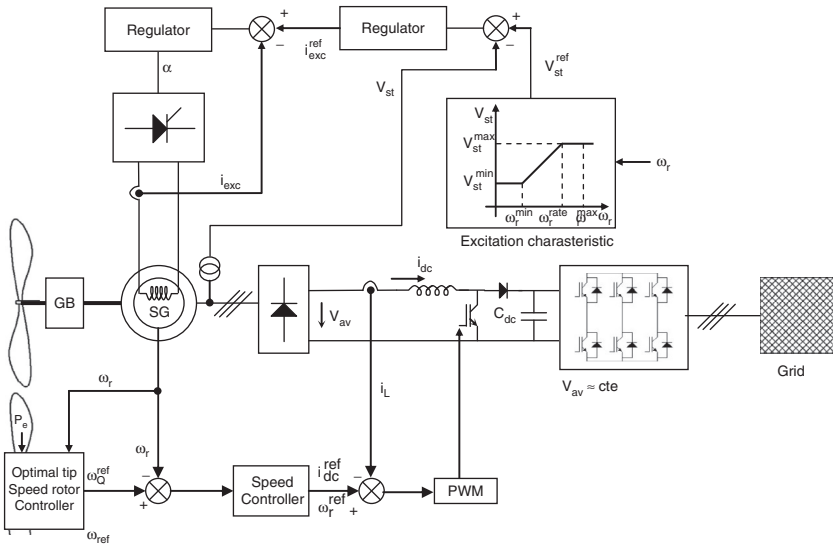 Regulator
+
−
i_exc^ref
Regulator
+
−
V_st^ref
α
V_st
V_st
V_st^max
V_st^min
ω_r^min
ω_r^rate
ω_r^max
ω_r
ω_r
Excitation charasteristic
i_exc
GB
SG
i_dc
V_av
C_dc
V_av ≈ cte
Grid
ω_r
i_L
P_e
ω_r
Optimal tip
Speed rotor
Controller
ω_Q^ref
−
+
Speed
Controller
i_dc^ref
ω_r^ref
−
+
PWM
ω_ref